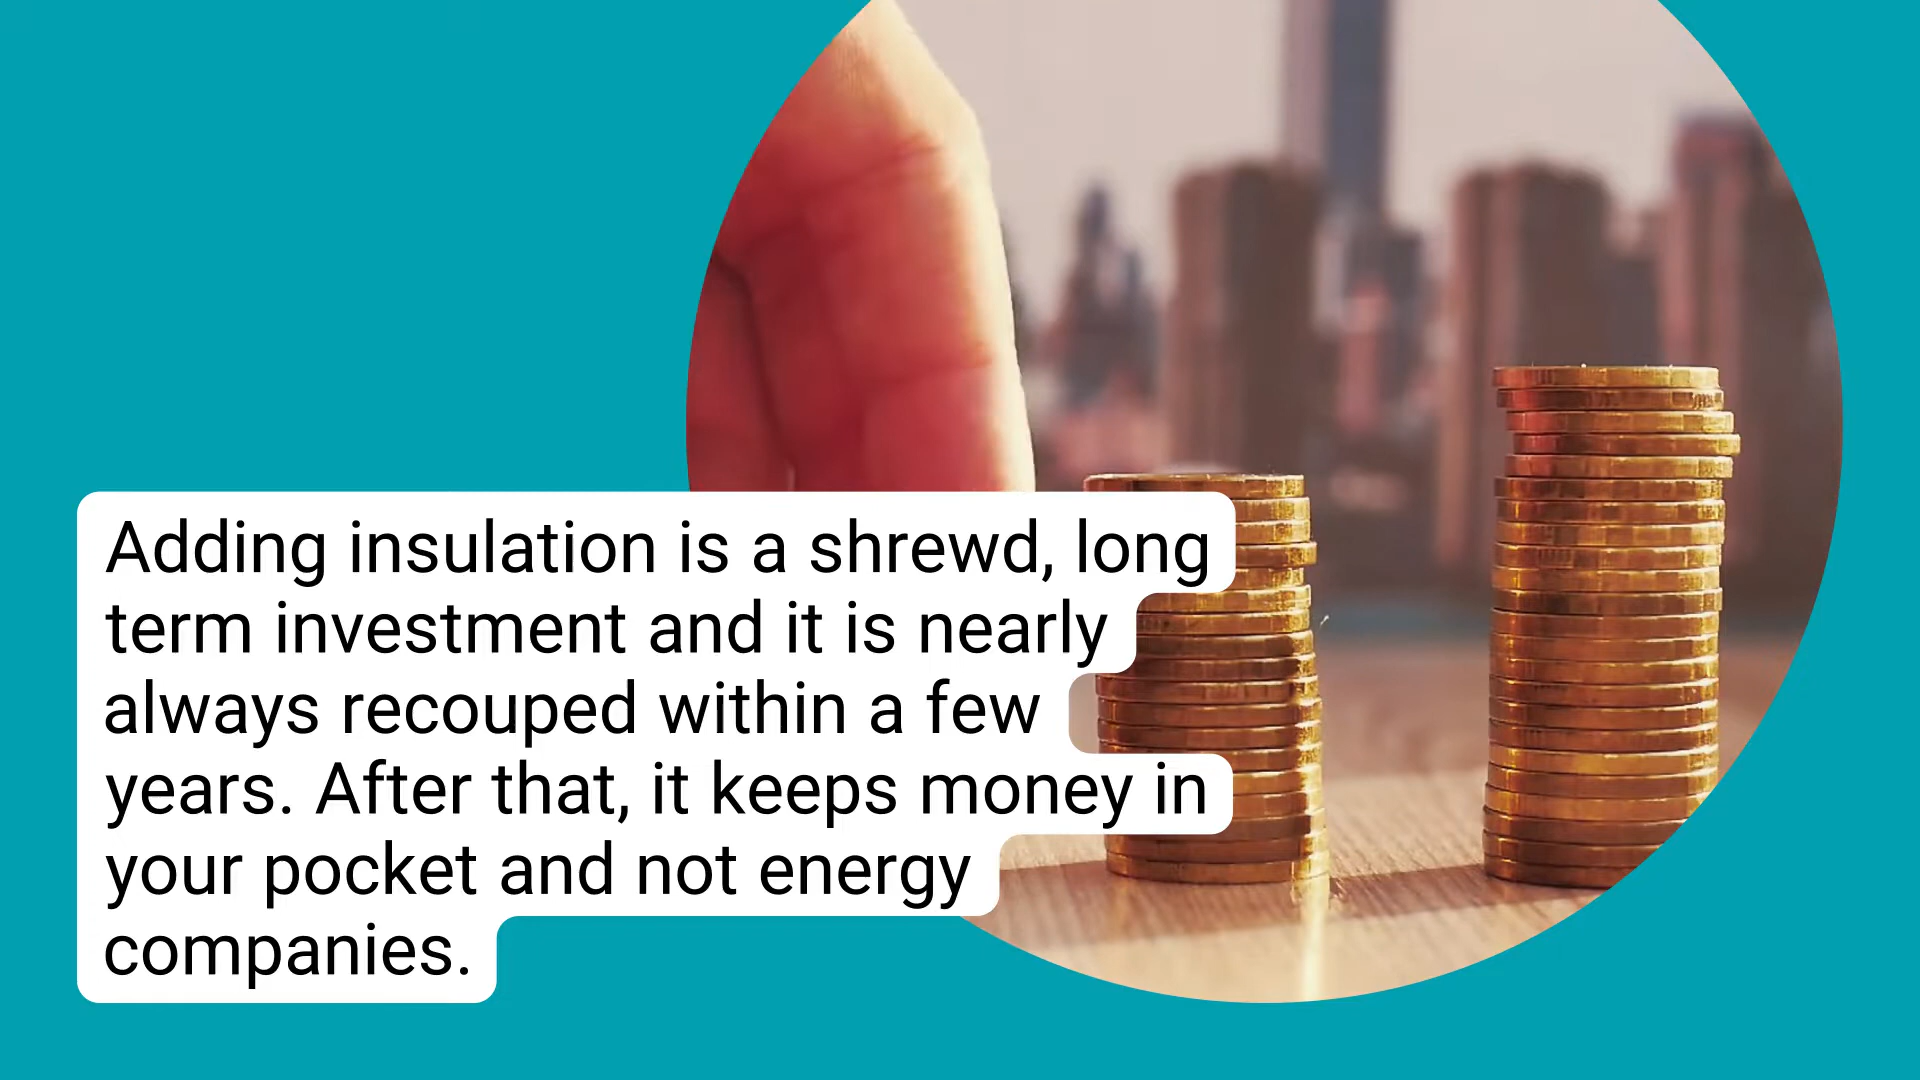 Adding insulation is a shrewd, long
term investment and it is nearly
always recouped within a few
years. After that, it keeps money in
your pocket and not energy
companies.